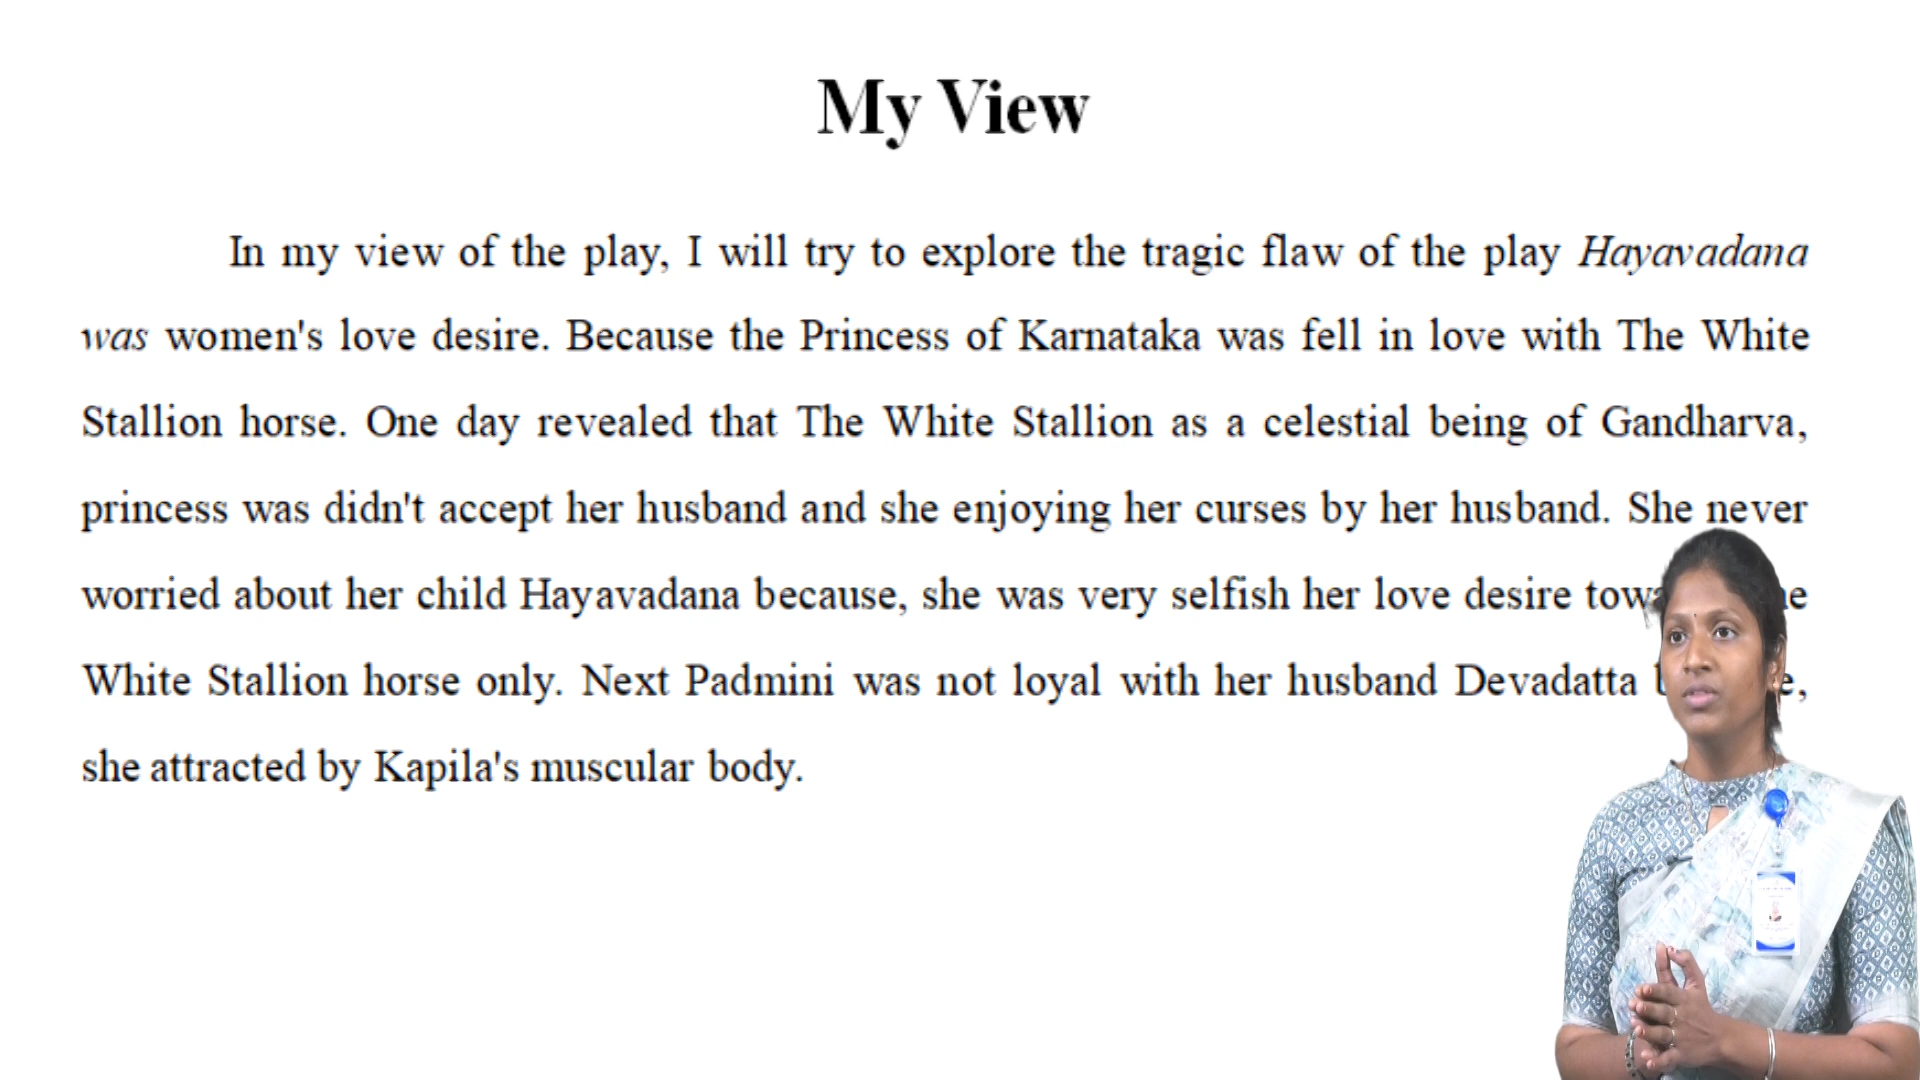 My View
In my view of the play, I will try to explore the tragic flaw of the play Hayavadana
was women's love desire. Because the Princess of Karnataka was fell in love with The White
Stallion horse. One day revealed that The White Stallion as a celestial being of Gandharva,
princess was didn't accept her husband and she enjoying her curses by her husband. She never
worried about her child Hayavadana because, she was very selfish her love desire
White Stallion horse only. Next Padmini was not loyal with her husband Devadatta
she attracted by Kapila's muscular body.